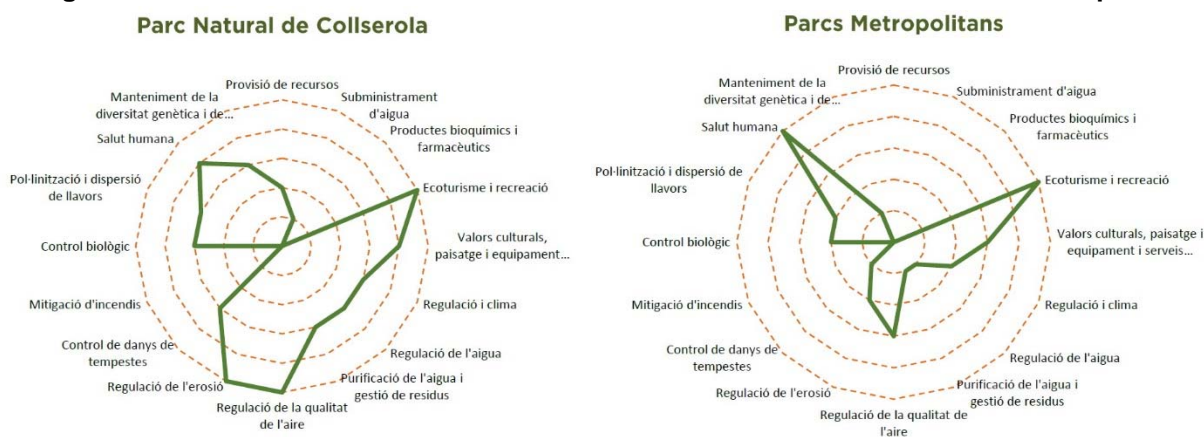 Parc Natural de Collserola
Provisió de recursos
Manteniment de la
diversitat genètica i de...
Subministrament
d'aigua
Salut humana
Productes bioquímics i
farmacèutics
Pol·linització i dispersió
de llavors
Ecoturisme i recreació
Control biològic
Valors culturals,
paisatge i equipament...
Mitigació d'incendis
Regulació i clima
Control de danys de
tempestes
Regulació de l'aigua
Regulació de l'erosió
Purificació de l'aigua i
gestió de residus
Regulació de la qualitat
de l'aire
Parcs Metropolitans
Provisió de recursos
Manteniment de la
diversitat genètica i de...
Subministrament d'aigua
Salut humana
Productes bioquímics i
farmacèutics
Pol·linització i dispersió de
llavors
Ecoturisme i recreació
Control biològic
Valors culturals, paisatge i
equipament i serveis...
Mitigació d'incendis
Regulació i clima
Control de danys de
tempestes
Regulació de l'aigua
Regulació de l'erosió
Purificació de l'aigua i
gestió de residus
Regulació de la qualitat de
l'aire